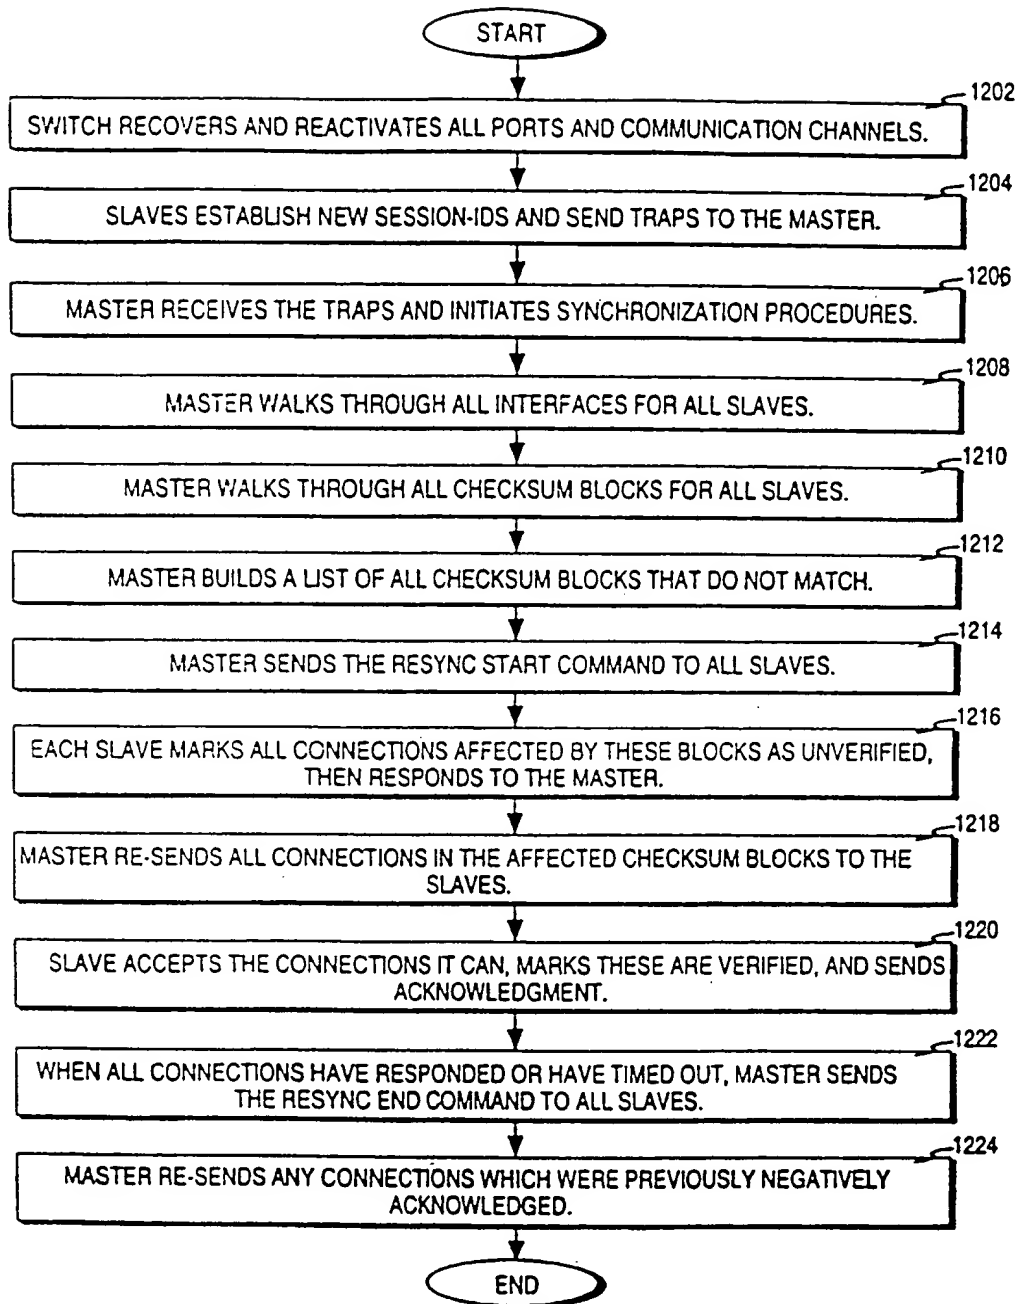 START
1202
SWITCH RECOVERS AND REACTIVATES ALL PORTS AND COMMUNICATION CHANNELS.
1204
SLAVES ESTABLISH NEW SESSION-IDS AND SEND TRAPS TO THE MASTER.
1206
MASTER RECEIVES THE TRAPS AND INITIATES SYNCHRONIZATION PROCEDURES.
1208
MASTER WALKS THROUGH ALL INTERFACES FOR ALL SLAVES.
1210
MASTER WALKS THROUGH ALL CHECKSUM BLOCKS FOR ALL SLAVES.
1212
MASTER BUILDS A LIST OF ALL CHECKSUM BLOCKS THAT DO NOT MATCH.
1214
MASTER SENDS THE RESYNC START COMMAND TO ALL SLAVES.
1216
EACH SLAVE MARKS ALL CONNECTIONS AFFECTED BY THESE BLOCKS AS UNVERIFIED,
THEN RESPONDS TO THE MASTER.
1218
MASTER RE-SENDS ALL CONNECTIONS IN THE AFFECTED CHECKSUM BLOCKS TO THE
SLAVES.
1220
SLAVE ACCEPTS THE CONNECTIONS IT CAN, MARKS THESE ARE VERIFIED, AND SENDS
ACKNOWLEDGMENT.
1222
WHEN ALL CONNECTIONS HAVE RESPONDED OR HAVE TIMED OUT, MASTER SENDS
THE RESYNC END COMMAND TO ALL SLAVES.
1224
MASTER RE-SENDS ANY CONNECTIONS WHICH WERE PREVIOUSLY NEGATIVELY
ACKNOWLEDGED.
END